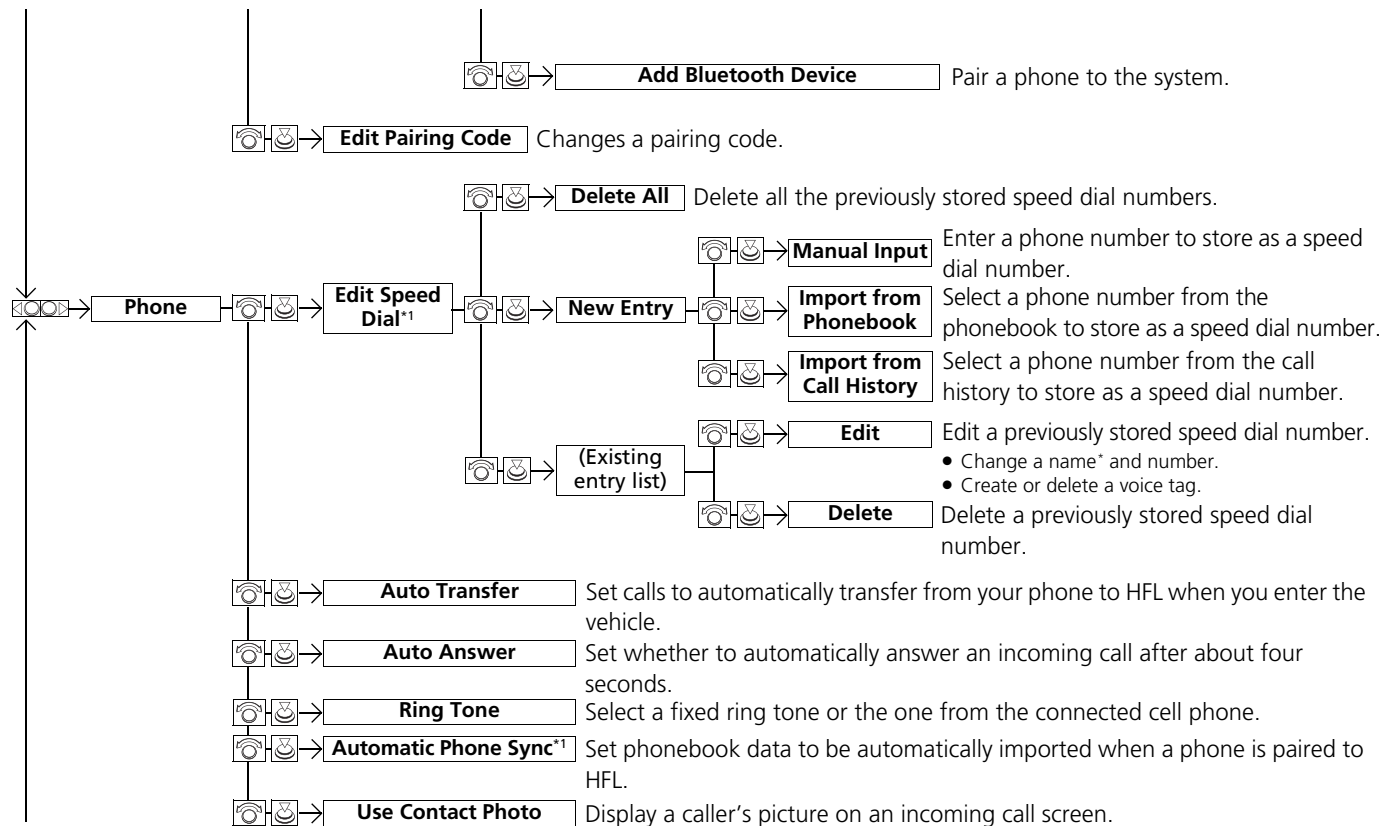 Add Bluetooth Device Pair a phone to the system.
Edit Pairing Code Changes a pairing code.
Delete All Delete all the previously stored speed dial numbers.
Manual Input Enter a phone number to store as a speed
dial number.
Phone
Edit Speed
Dial*1
New Entry
Import from
Phonebook
Select a phone number from the
phonebook to store as a speed dial number.
Import from
Call History
Select a phone number from the call
history to store as a speed dial number.
(Existing
entry list)
Edit Edit a previously stored speed dial number.
● Change a name* and number.
● Create or delete a voice tag.
Delete Delete a previously stored speed dial
number.
Auto Transfer Set calls to automatically transfer from your phone to HFL when you enter the
vehicle.
Auto Answer Set whether to automatically answer an incoming call after about four
seconds.
Ring Tone Select a fixed ring tone or the one from the connected cell phone.
Automatic Phone Sync*1 Set phonebook data to be automatically imported when a phone is paired to
HFL.
Use Contact Photo Display a caller's picture on an incoming call screen.